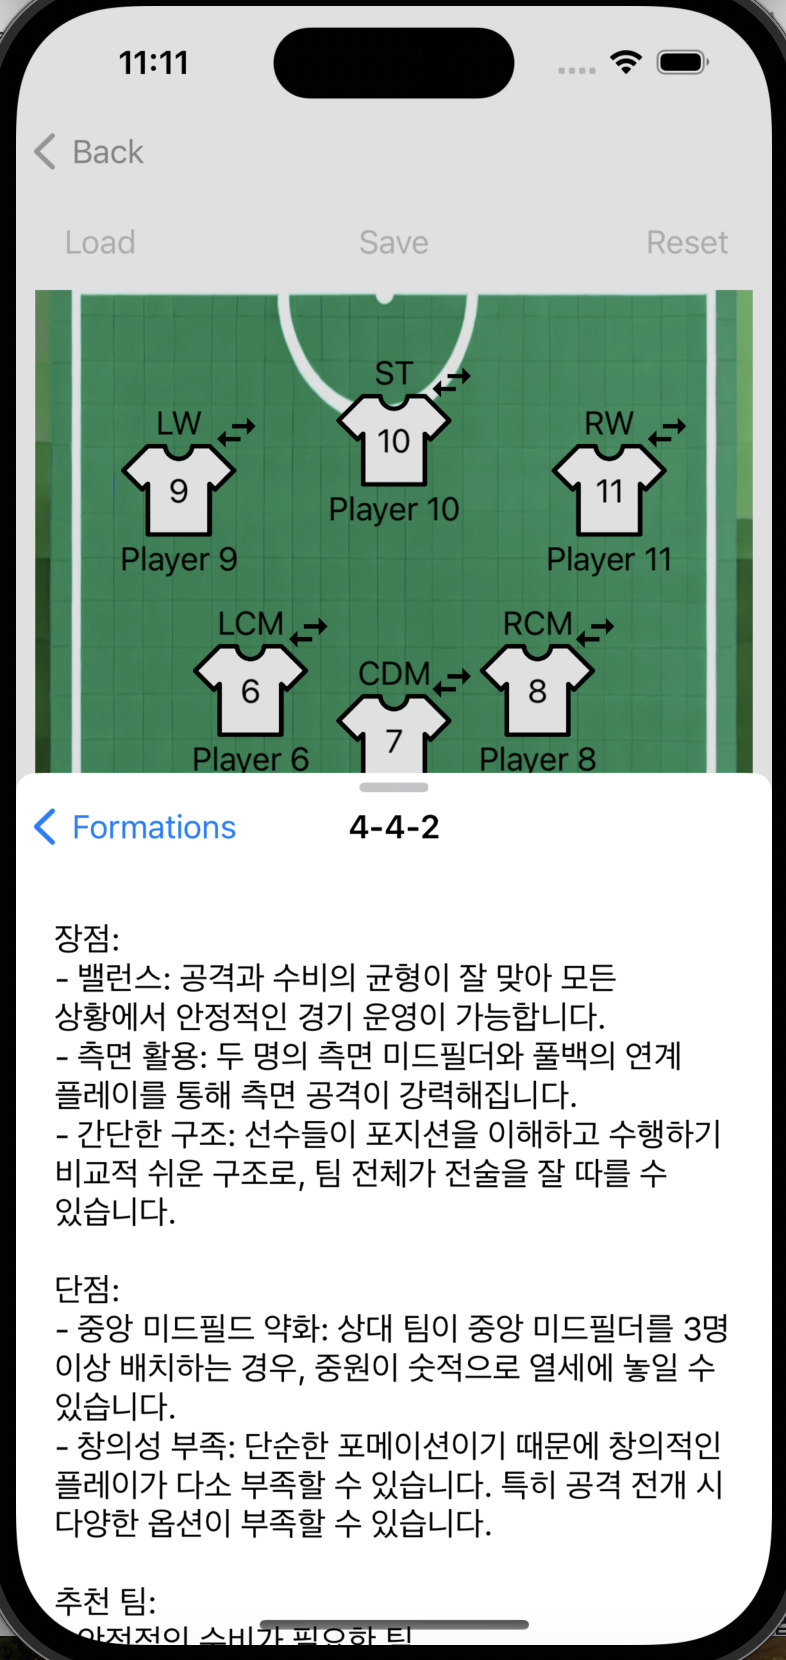 11:11
Back
Load Save Reset
ST
LW RW
10
9 11
Player 10
Player 9 Player 11
LCM RCM
CDM
6 8
7
Player 6 Player 8
Formations 4-4-2
장점:
- 밸런스: 공격과 수비의 균형이 잘 맞아 모든
상황에서 안정적인 경기 운영이 가능합니다.
- 측면 활용: 두 명의 측면 미드필더와 풀백의 연계
플레이를 통해 측면 공격이 강력해집니다.
- 간단한 구조: 선수들이 포지션을 이해하고 수행하기
비교적 쉬운 구조로, 팀 전체가 전술을 잘 따를 수
있습니다.
단점:
- 중앙 미드필드 약화: 상대 팀이 중앙 미드필더를 3명
이상 배치하는 경우, 중원이 숫적으로 열세에 놓일 수
있습니다.
- 창의성 부족: 단순한 포메이션이기 때문에 창의적인
플레이가 다소 부족할 수 있습니다. 특히 공격 전개 시
다양한 옵션이 부족할 수 있습니다.
추천 팀:
- 안정적인 수비가 필요한 팀